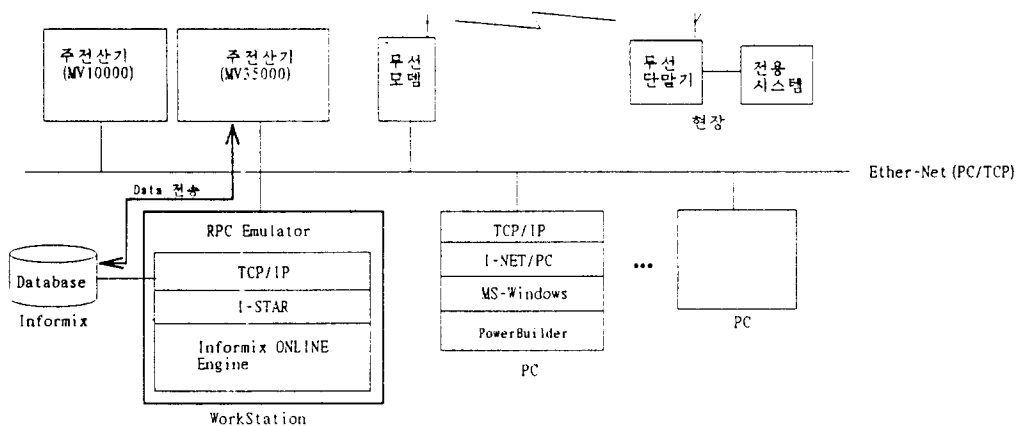 주전산기
(MV10000)
주전산기
(MV35000)
무선
모뎀
무선
단말기
전용
시스템
현장
Ether-Net(PC/TCP)
Data 전송
RPC Emulator
TCP/IP
I-STAR
Informix ONLINE
Engine
WorkStation
Database
Informix
TCP/IP
I-NET/PC
MS-Windows
PowerBuilder
PC
...
PC